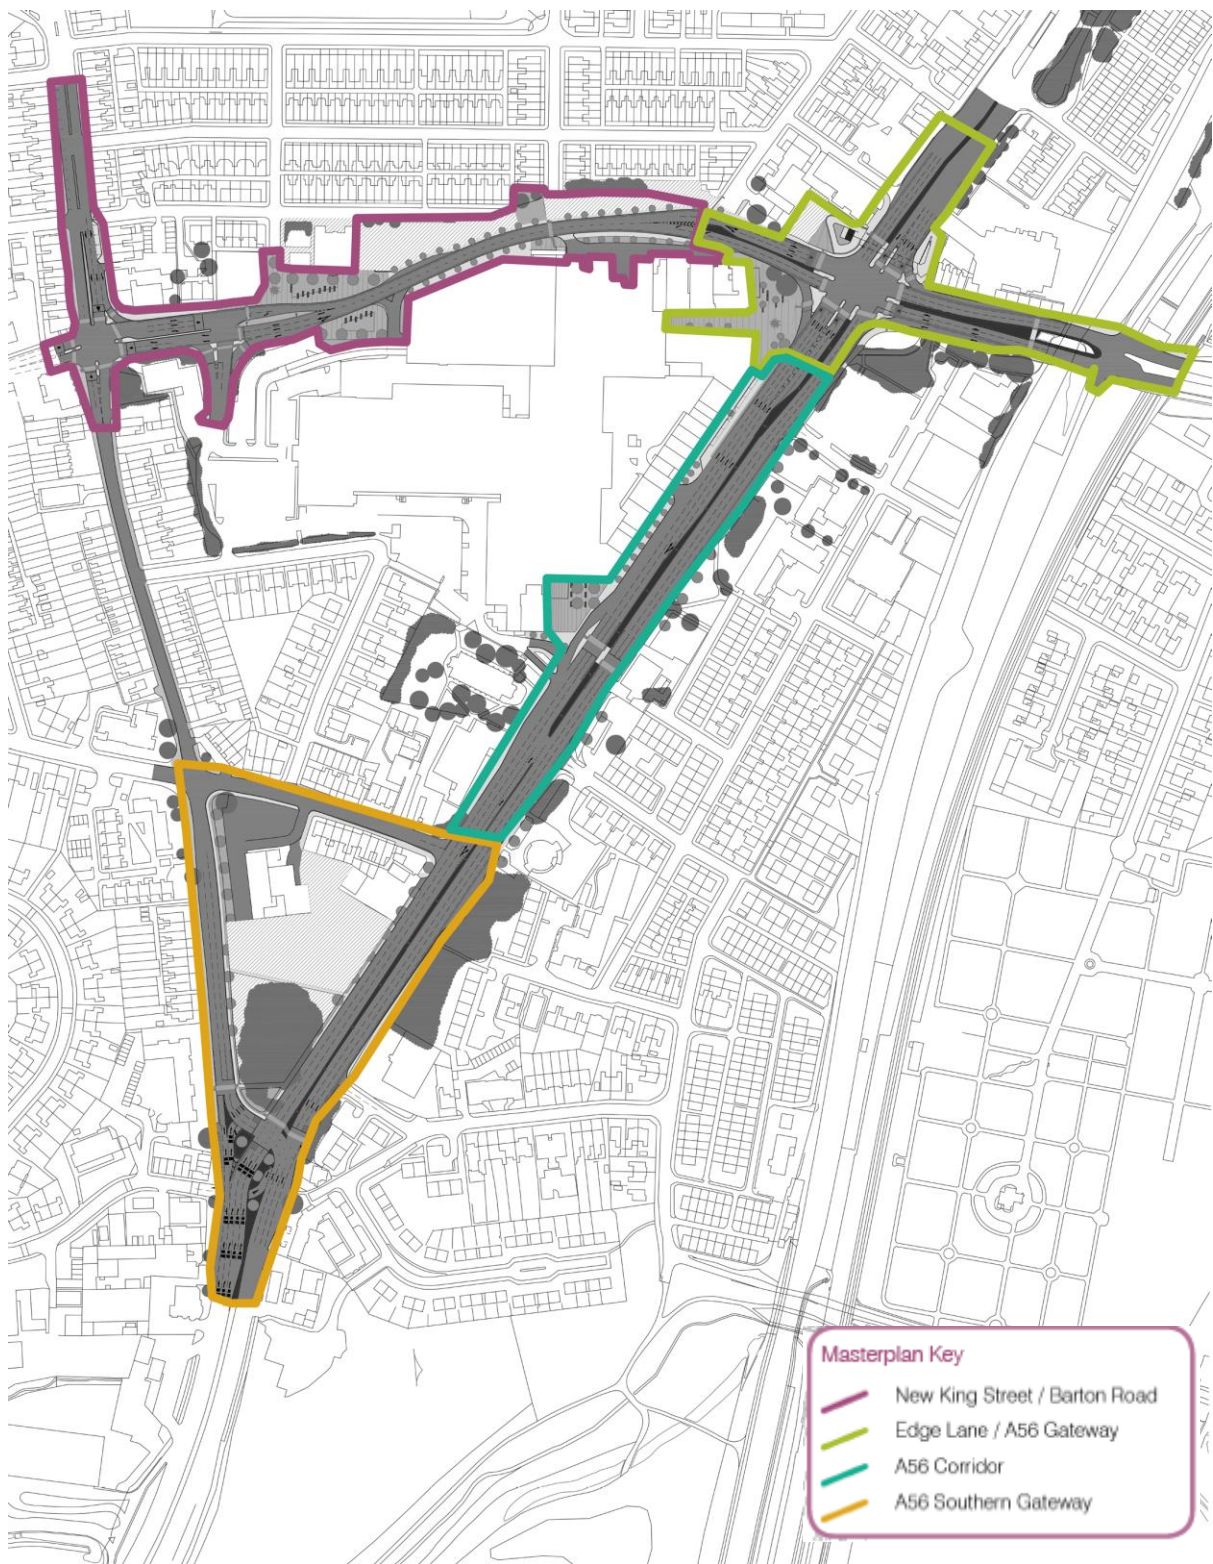 Masterplan Key
New King Street / Barton Road
Edge Lane / A56 Gateway
A56 Corridor
A56 Southern Gateway